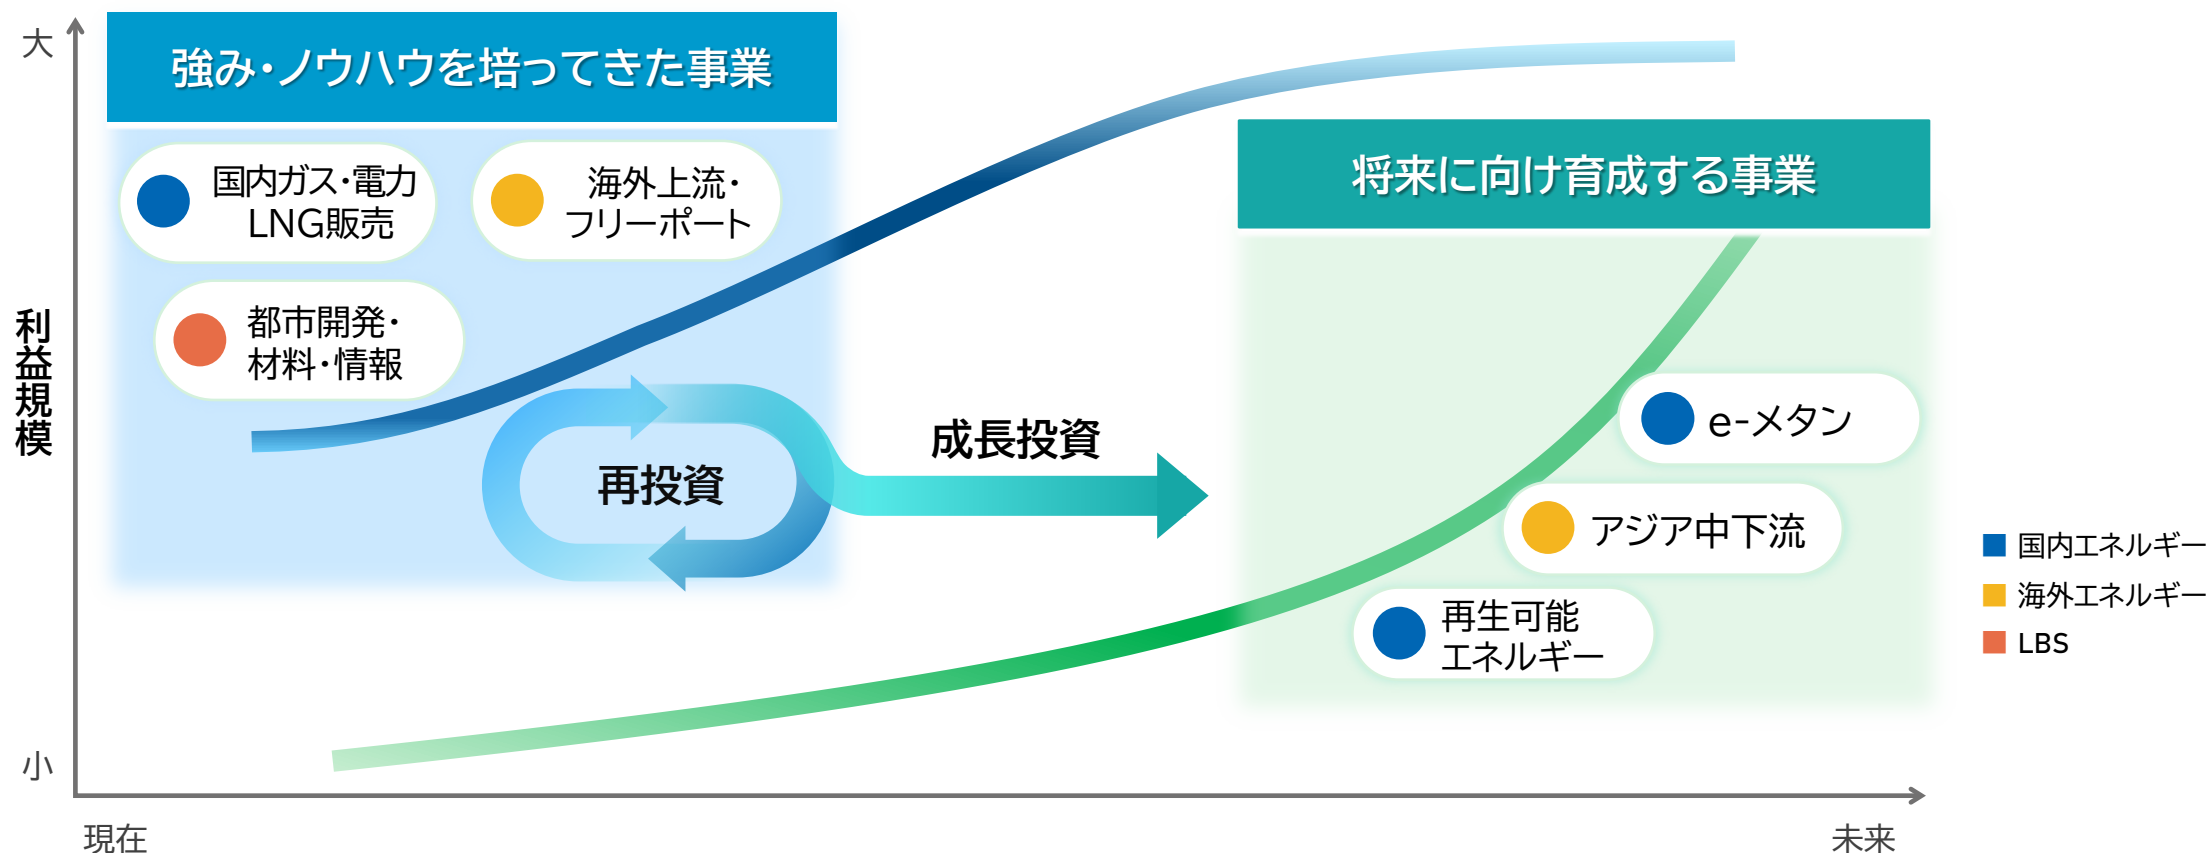 大
強み・ノウハウを培ってきた事業
国内ガス・電力
LNG販売
海外上流・
フリーポート
都市開発・
材料・情報
利益規模
再投資
成長投資
将来に向け育成する事業
e-メタン
アジア中下流
再生可能
エネルギー
国内エネルギー
海外エネルギー
LBS
小
現在
未来